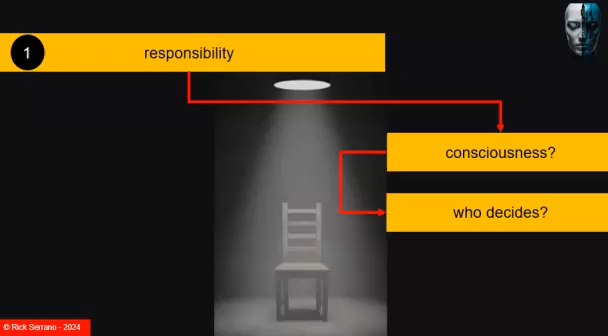 1
responsibility
consciousness?
who decides?
© Rick Serrano - 2024